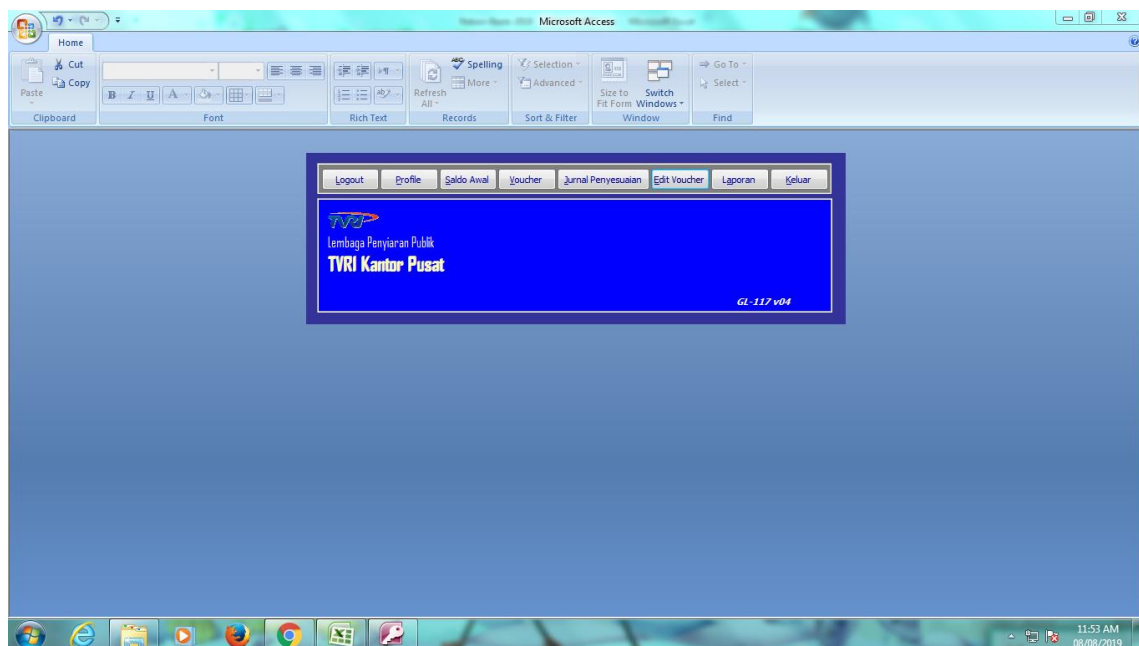 Microsoft Access
Home
Cut
Copy
Paste
Clipboard
B I U A
Font
Rich Text
Refresh All
Spelling
More
Records
Selection
Advanced
Sort & Filter
Size to Fit Form
Switch Windows
Window
Go To
Select
Find
Logout Profile Saldo Awal Voucher Jurnal Penyesuaian Edit Voucher Laporan Keluar
TVRI
Lembaga Penyiaran Publik
TVRI Kantor Pusat
GL-117 v04
11:53 AM
08/08/2019